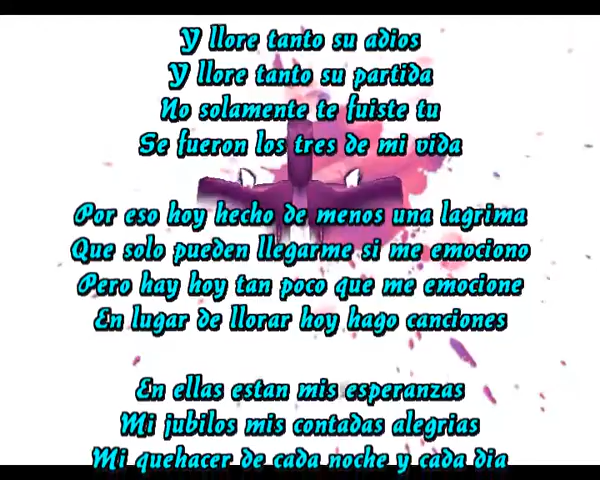 Y llore tanto su adios
Y llore tanto su partida
No solamente te fuiste tu
Se fueron los tres de mi vida
Por eso hoy hecho de menos una lagrima
Que solo pueden llegarme si me emociono
Pero hay hoy tan poco que me emocione
En lugar de llorar hoy hago canciones
En ellas estan mis esperanzas
Mi jubilos mis contadas alegrias
Mi quehacer de cada noche y cada dia